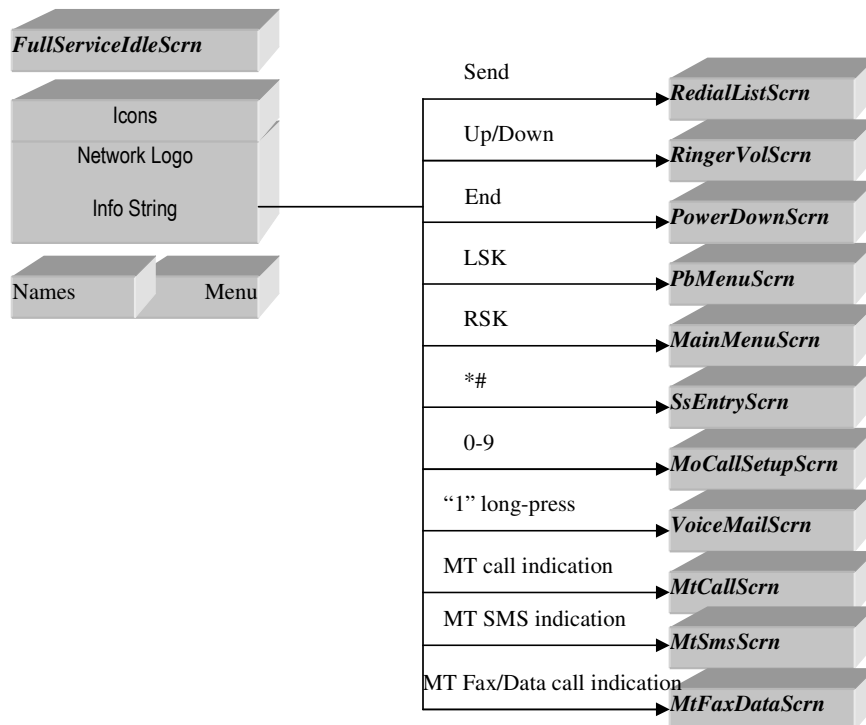 FullServiceIdleScrn
Icons
Network Logo
Info String
Names
Menu
Send
RedialListScrn
Up/Down
RingerVolScrn
End
PowerDownScrn
LSK
PbMenuScrn
RSK
MainMenuScrn
*#
SsEntryScrn
0-9
MoCallSetupScrn
“1” long-press
VoiceMailScrn
MT call indication
MtCallScrn
MT SMS indication
MtSmsScrn
MT Fax/Data call indication
MtFaxDataScrn